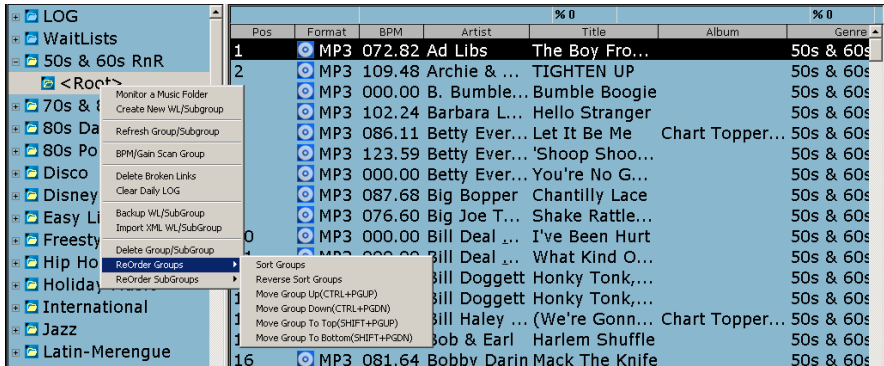 LOG
WaitLists
50s & 60s RnR
<Root>
70s & 8
80s Da
80s Po
Disco
Disney
Easy Li
Freesty
Hip Ho
Holiday Music
International
Jazz
Latin-Merengue
Monitor a Music Folder
Create New WL/Subgroup
Refresh Group/Subgroup
BPM/Gain Scan Group
Delete Broken Links
Clear Daily LOG
Backup WL/SubGroup
Import XML WL/SubGroup
Delete Group/SubGroup
ReOrder Groups
ReOrder SubGroups
Sort Groups
Reverse Sort Groups
Move Group Up(CTRL+PGUP)
Move Group Down(CTRL+PGDN)
Move Group To Top(SHIFT+PGUP)
Move Group To Bottom(SHIFT+PGDN)
% 0 % 0
Pos Format BPM Artist Title Album Genre
1 MP3 072.82 Ad Libs The Boy Fro... 50s & 60s
2 MP3 109.48 Archie & ... TIGHTEN UP 50s & 60s
MP3 000.00 B. Bumble... Bumble Boogie 50s & 60s
MP3 102.24 Barbara L... Hello Stranger 50s & 60s
MP3 086.11 Betty Ever... Let It Be Me Chart Topper... 50s & 60s
MP3 123.59 Betty Ever... 'Shoop Shoo... 50s & 60s
MP3 000.00 Betty Ever... You're No G... 50s & 60s
MP3 087.68 Big Bopper Chantilly Lace 50s & 60s
MP3 076.60 Big Joe T... Shake Rattle... 50s & 60s
0 MP3 000.00 Bill Deal ... I've Been Hurt 50s & 60s
MP3 000.00 Bill Deal ... What Kind O... 50s & 60s
Bill Doggett Honky Tonk,... 50s & 60s
Bill Doggett Honky Tonk,... 50s & 60s
Bill Haley ... (We're Gonn... Chart Topper... 50s & 60s
Bob & Earl Harlem Shuffle 50s & 60s
16 MP3 081.64 Bobby Darin Mack The Knife 50s & 60s